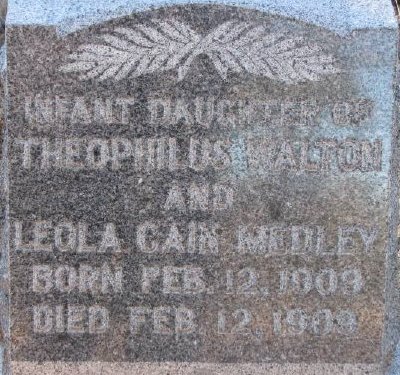 INFANT DAUGHTER OF
THEOPHILUS WALTON
AND
LEOLA CAIN MEDLEY
BORN FEB. 12, 1909
DIED FEB. 12, 1909